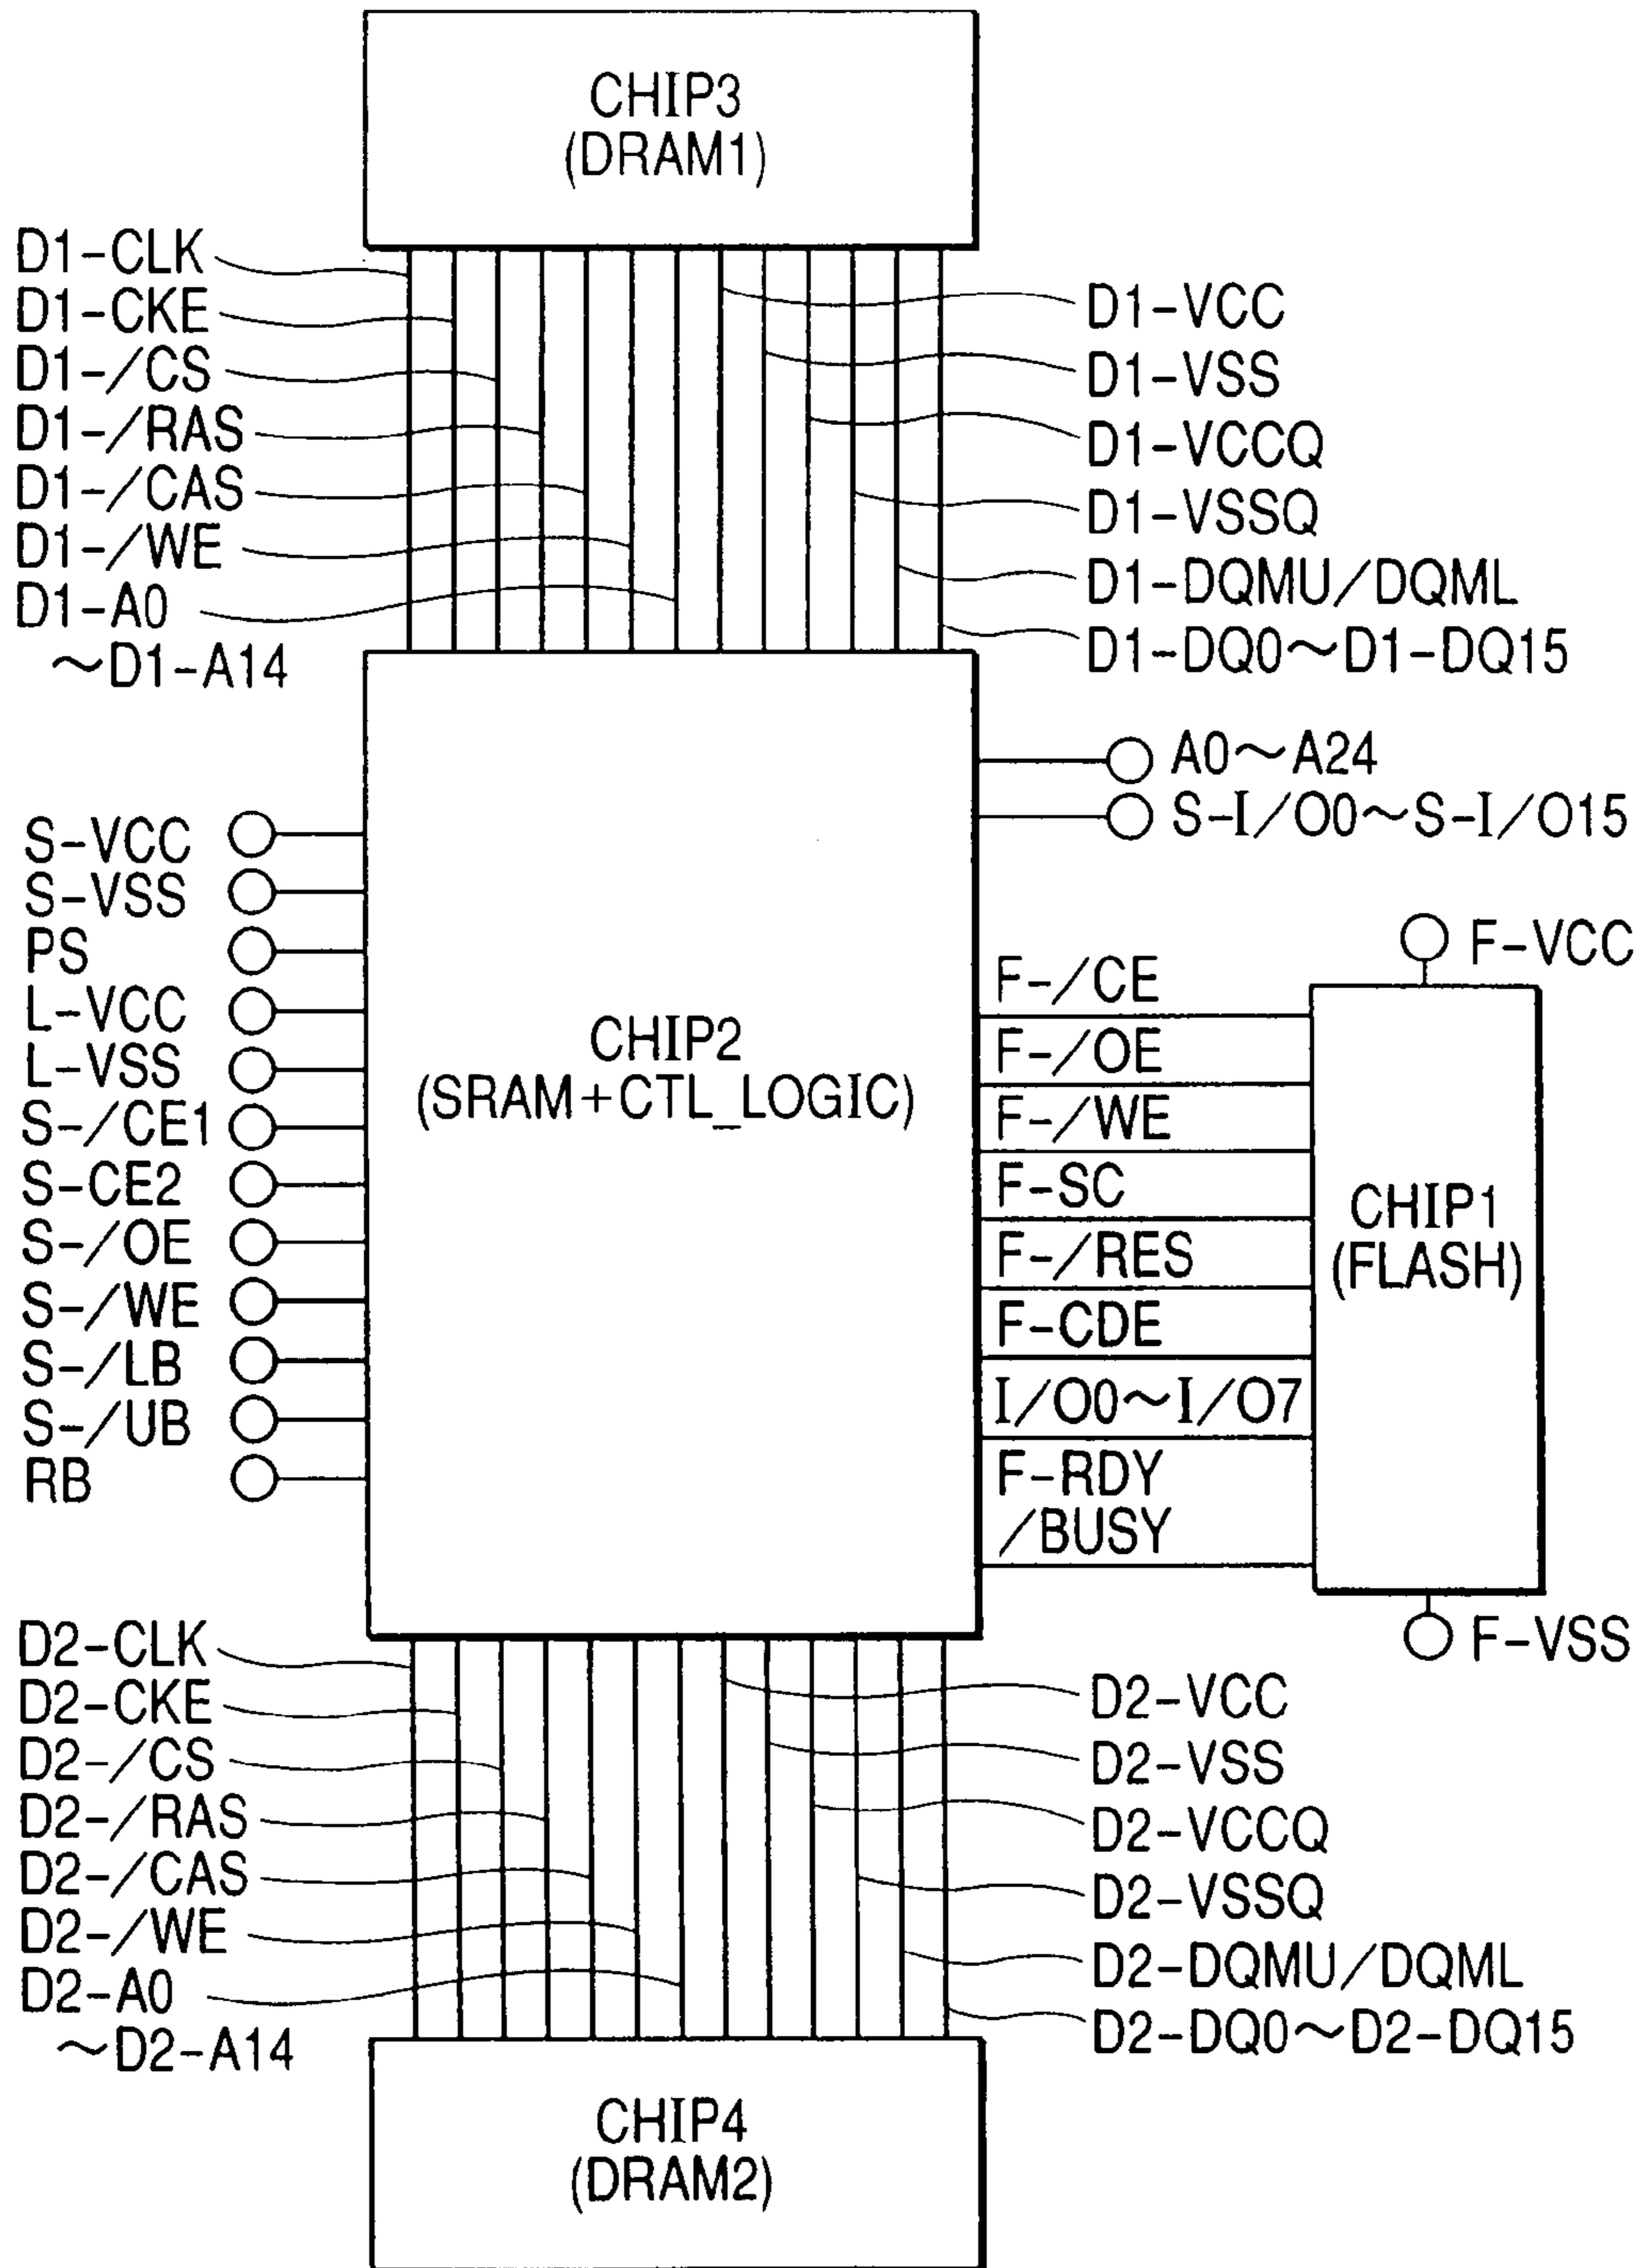 CHIP3
(DRAM1)
D1-CLK
D1-CKE
D1-/CS
D1-/RAS
D1-/CAS
D1-/WE
D1-A0
~D1-A14
D1-VCC
D1-VSS
D1-VCCQ
D1-VSSQ
D1-DQMU/DQML
D1-DQ0~D1-DQ15
A0~A24
S-I/O0~S-I/O15
S-VCC
S-VSS
PS
L-VCC
L-VSS
S-/CE1
S-CE2
S-/OE
S-/WE
S-/LB
S-/UB
RB
CHIP2
(SRAM+CTL_LOGIC)
F-/CE
F-/OE
F-/WE
F-SC
F-/RES
F-CDE
I/O0~I/O7
F-RDY
/BUSY
F-VCC
CHIP1
(FLASH)
F-VSS
D2-CLK
D2-CKE
D2-/CS
D2-/RAS
D2-/CAS
D2-/WE
D2-A0
~D2-A14
D2-VCC
D2-VSS
D2-VCCQ
D2-VSSQ
D2-DQMU/DQML
D2-DQ0~D2-DQ15
CHIP4
(DRAM2)